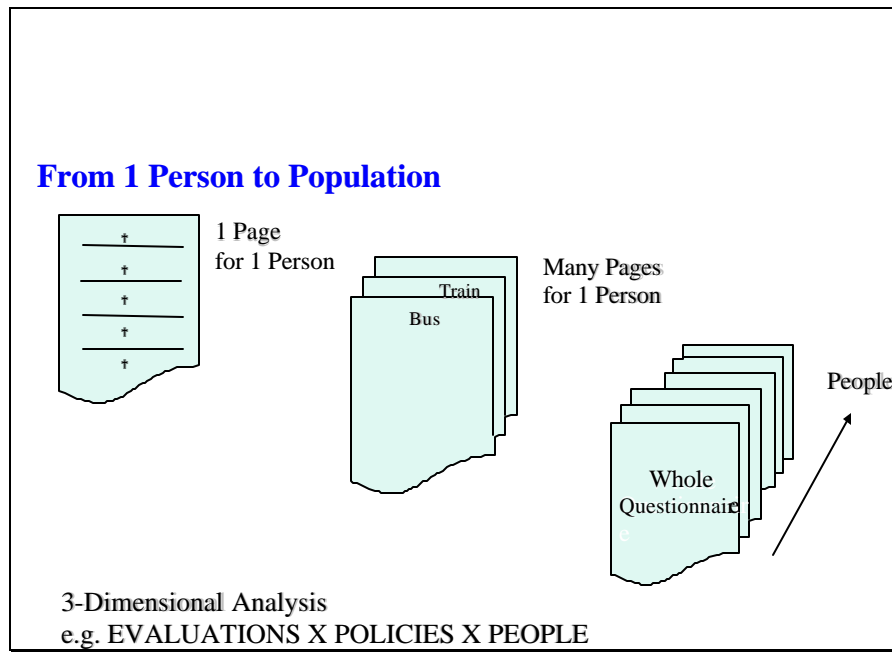 From 1 Person to Population
†
†
†
†
†
1 Page
for 1 Person
Train
Bus
Many Pages
for 1 Person
People
Whole
Questionnaire
3-Dimensional Analysis
e.g. EVALUATIONS X POLICIES X PEOPLE